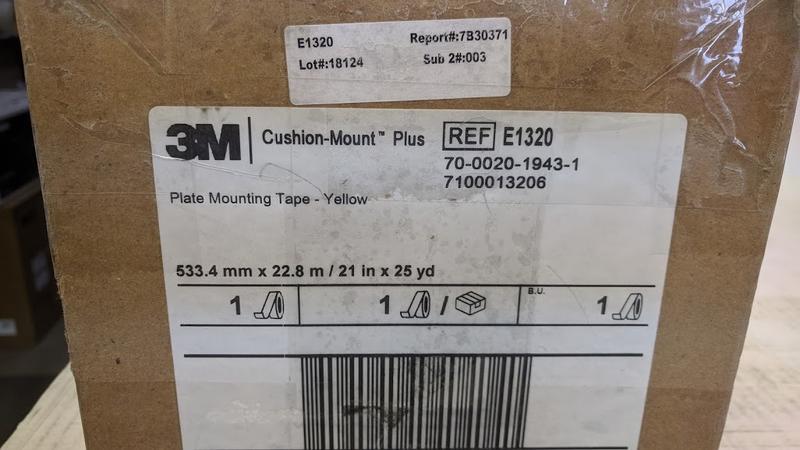 E1320 Report#:7B30371
Lot#:18124 Sub 2#:003
3M Cushion-Mount™ Plus REF E1320
70-0020-1943-1
7100013206
Plate Mounting Tape - Yellow
533.4 mm x 22.8 m / 21 in x 25 yd
B.U.
1 1 / 1